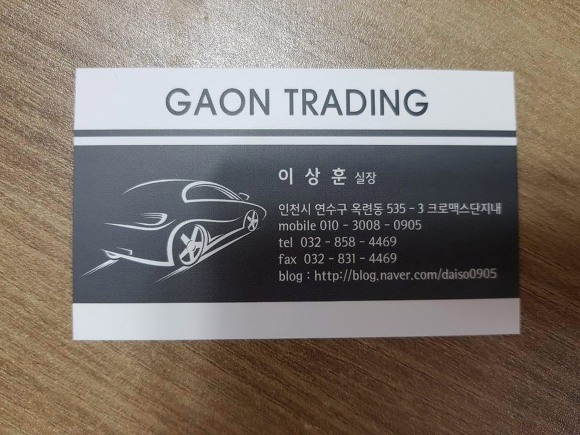 GAON TRADING
이 상 훈 실장
인천시 연수구 옥련동 535 - 3 크로맥스단지내
mobile 010 - 3008 - 0905
tel 032 - 858 - 4469
fax 032 - 831 - 4469
blog : http://blog.naver.com/daiso0905